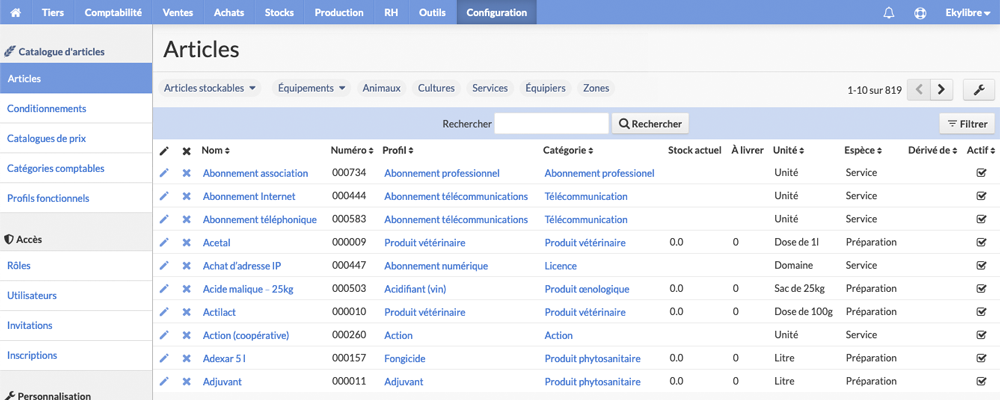 Tiers Comptabilité Ventes Achats Stocks Production RH Outils Configuration Ekylibre
Catalogue d'articles
Articles
Conditionnements
Catalogues de prix
Catégories comptables
Profils fonctionnels
Accès
Rôles
Utilisateurs
Invitations
Inscriptions
Personnalisation
Articles
Articles stockables Équipements Animaux Cultures Services Équipiers Zones
1-10 sur 819
Rechercher Rechercher Filtrer
Nom Numéro Profil Catégorie Stock actuel À livrer Unité Espèce Dérivé de Actif
Abonnement association 000734 Abonnement professionnel Abonnement professionel Unité Service
Abonnement Internet 000444 Abonnement télécommunications Télécommunication Unité Service
Abonnement téléphonique 000583 Abonnement télécommunications Télécommunication Unité Service
Acetal 000009 Produit vétérinaire Produit vétérinaire 0.0 0 Dose de 1l Préparation
Achat d'adresse IP 000447 Abonnement numérique Licence Domaine Service
Acide malique - 25kg 000503 Acidifiant (vin) Produit œnologique 0.0 0 Sac de 25kg Préparation
Actilact 000010 Produit vétérinaire Produit vétérinaire 0.0 0 Dose de 100g Préparation
Action (coopérative) 000260 Action Action Unité Service
Adexar 5 l 000157 Fongicide Produit phytosanitaire 0.0 0 Litre Préparation
Adjuvant 000011 Adjuvant Produit phytosanitaire 0.0 0 Litre Préparation